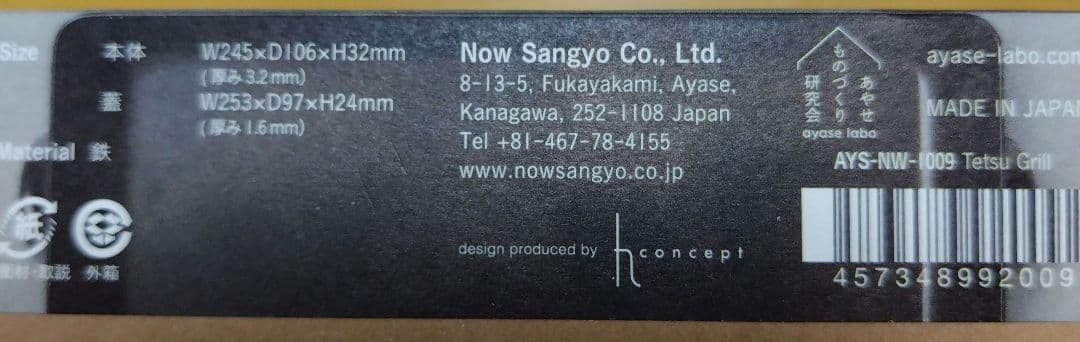 Size 本体 W245×D106×H32mm
(厚み3.2mm)
蓋 W253×D97×H24mm
(厚み1.6mm)
Material 鉄
紙
・取説 外箱
Now Sangyo Co., Ltd.
8-13-5, Fukayakami, Ayase,
Kanagawa, 252-1108 Japan
Tel +81-467-78-4155
www.nowsangyo.co.jp
design produced by h concept
あやせ
ものづくり
研究会
ayase labo
ayase-labo.com
MADE IN JAPAN
AYS-NW-1009 Tetsu Grill
457348992009